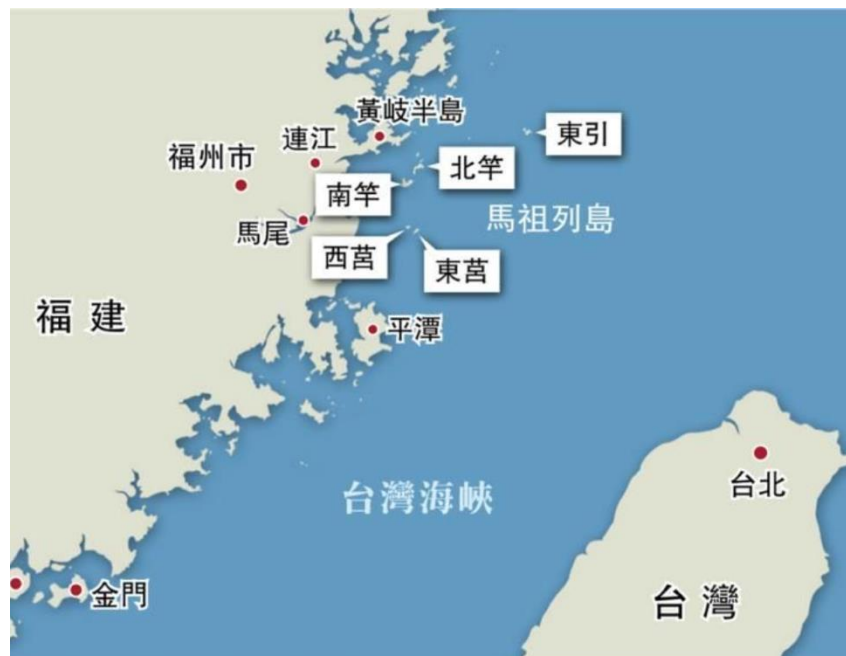 黃岐半島
東引
連江
福州市
北竿
南竿
馬祖列島
馬尾
西莒
東莒
福建
平潭
台北
台灣海峽
金門
台灣